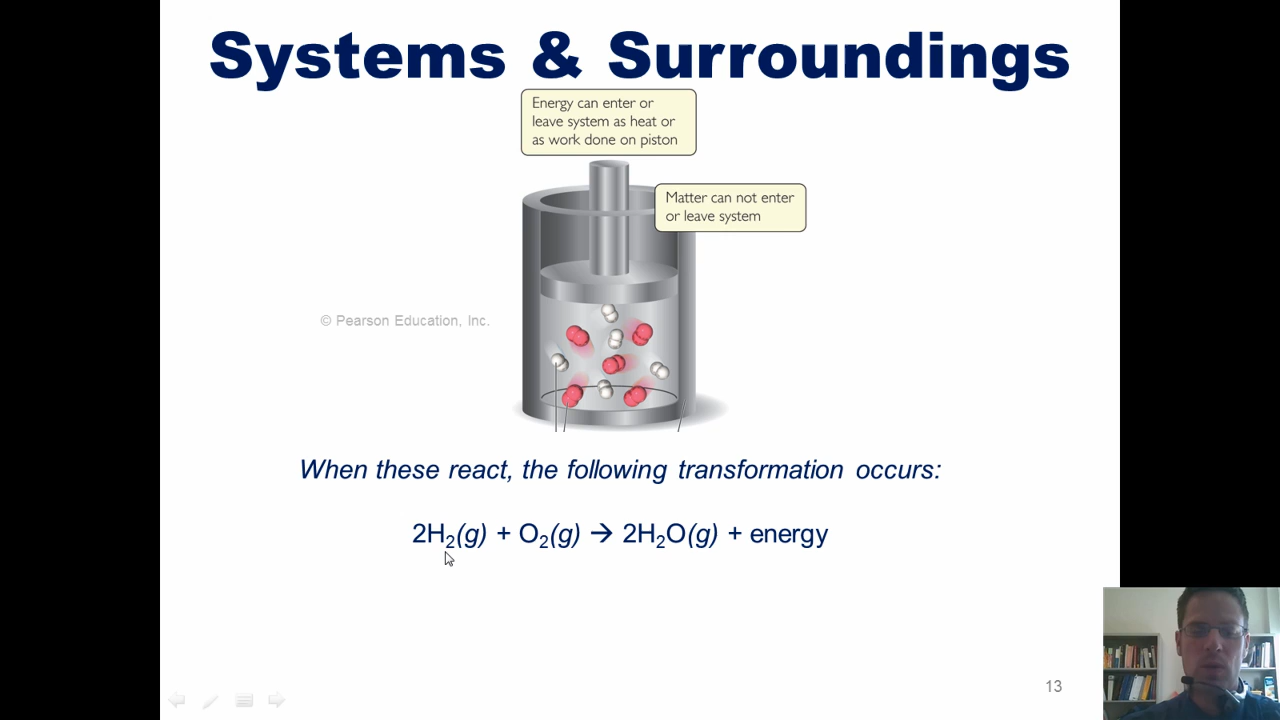 Systems & Surroundings
Energy can enter or
leave system as heat or
as work done on piston
Matter can not enter
or leave system
© Pearson Education, Inc.
When these react, the following transformation occurs:
2H₂(g) + O₂(g) → 2H₂O(g) + energy
13